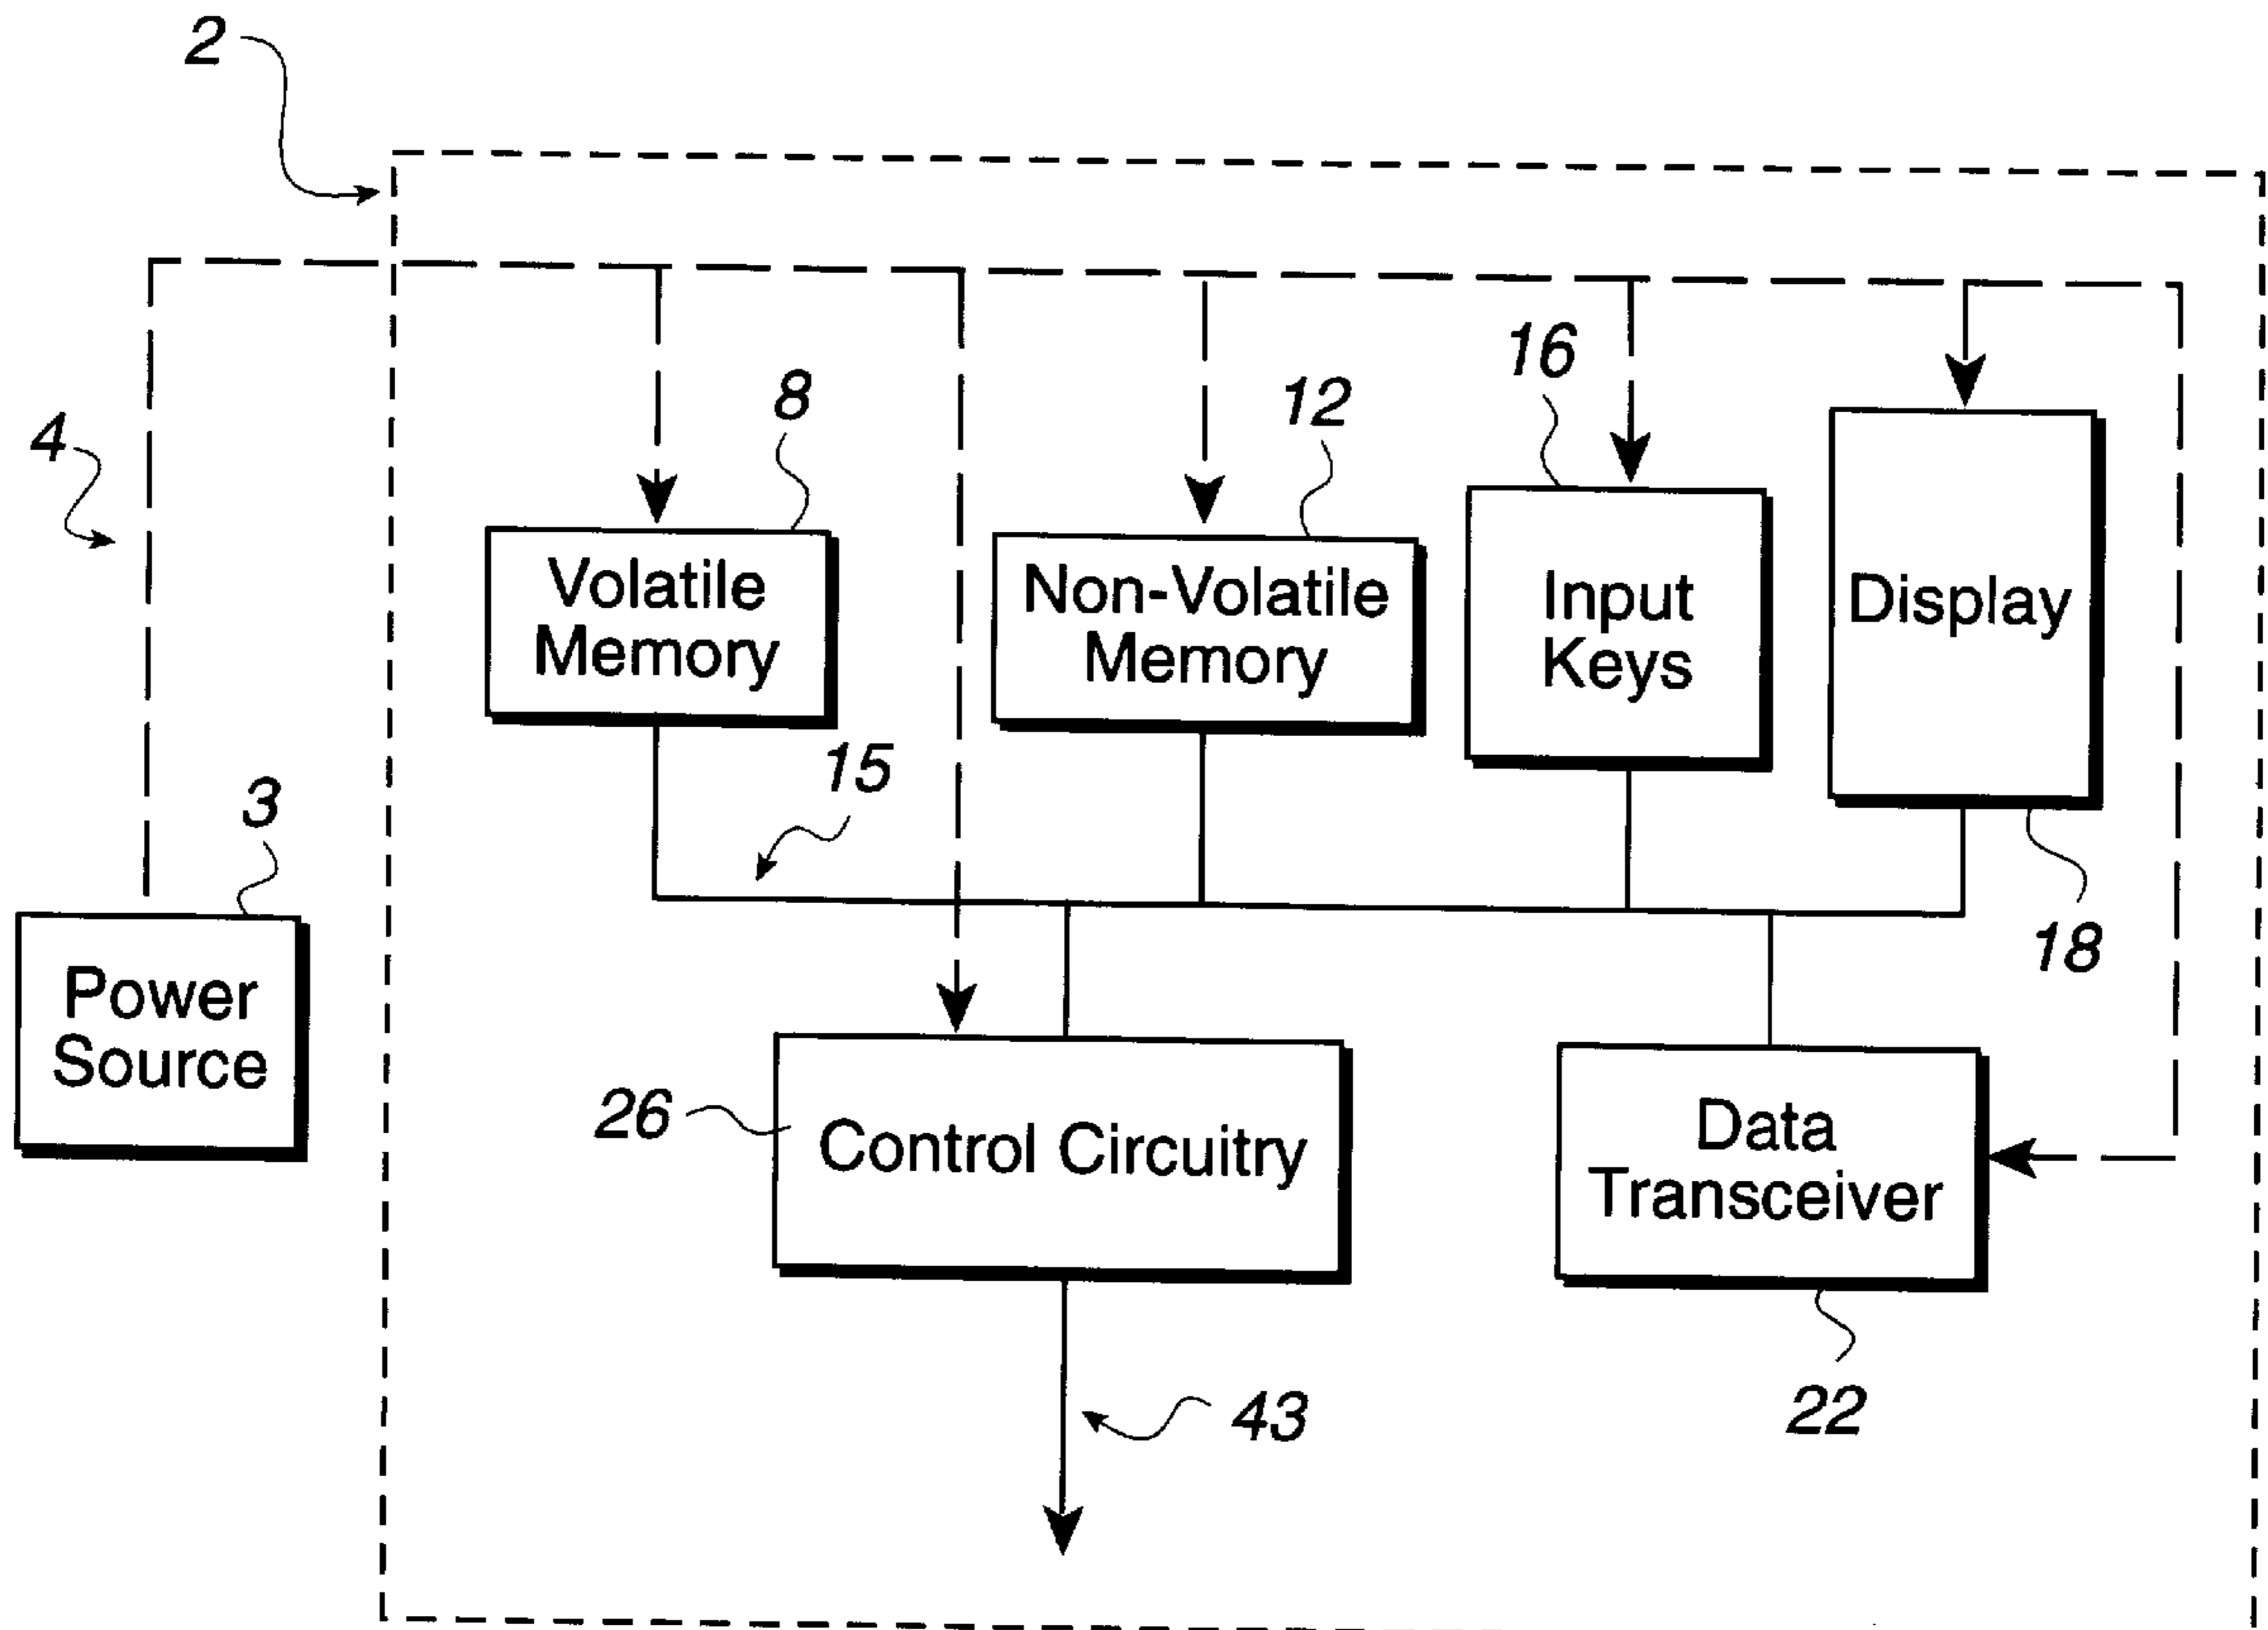 2
4
8
12
16
Volatile
Memory
Non-Volatile
Memory
Input
Keys
Display
15
3
18
Power
Source
26
Control Circuitry
Data
Transceiver
43
22